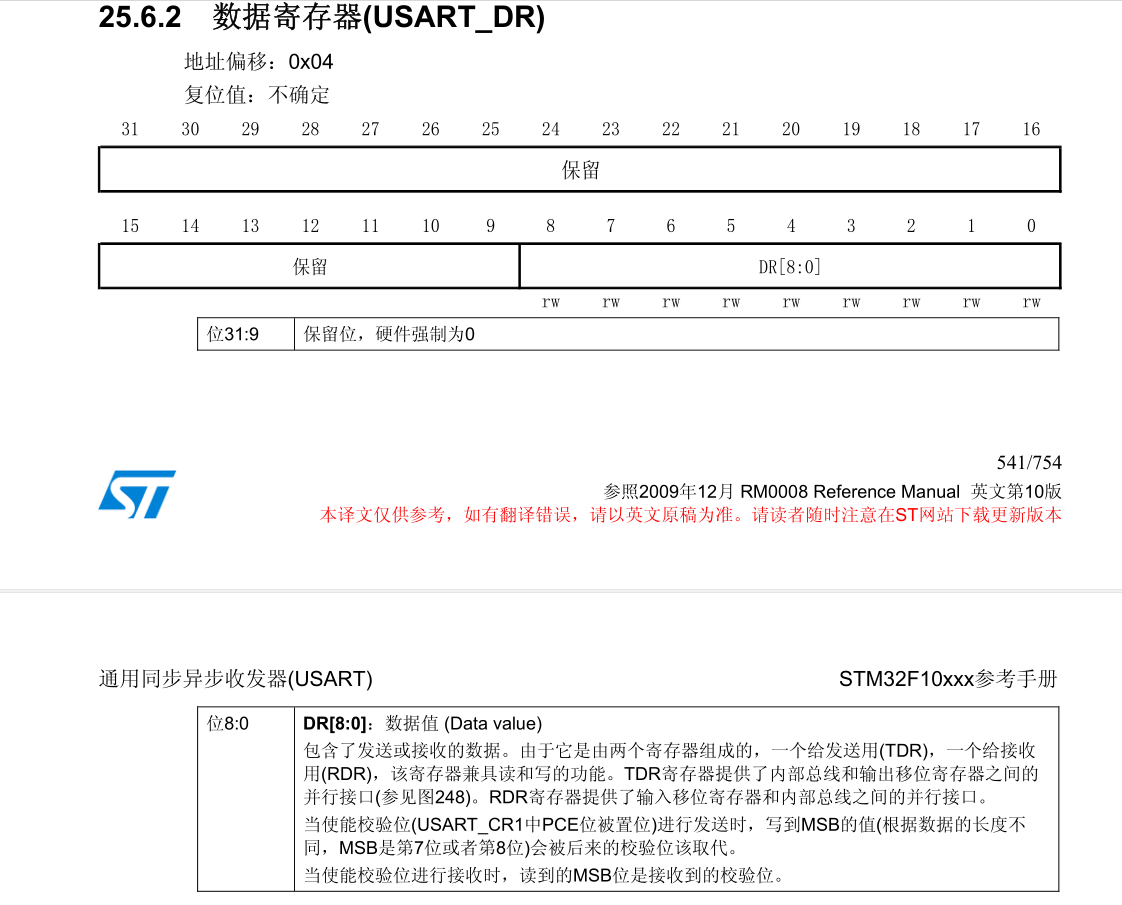 25.6.2 数据寄存器(USART_DR)
地址偏移：0x04
复位值：不确定
31 30 29 28 27 26 25 24 23 22 21 20 19 18 17 16
保留
15 14 13 12 11 10 9 8 7 6 5 4 3 2 1 0
保留 DR[8:0]
rw rw rw rw rw rw rw rw rw
位31:9 保留位，硬件强制为0
541/754
参照2009年12月 RM0008 Reference Manual 英文第10版
本译文仅供参考，如有翻译错误，请以英文原稿为准。请读者随时注意在ST网站下载更新版本
ST
通用同步异步收发器(USART) STM32F10xxx参考手册
位8:0 DR[8:0]：数据值 (Data value)
包含了发送或接收的数据。由于它是由两个寄存器组成的，一个给发送用(TDR)，一个给接收
用(RDR)，该寄存器兼具读和写的功能。TDR寄存器提供了内部总线和输出移位寄存器之间的
并行接口(参见图248)。RDR寄存器提供了输入移位寄存器和内部总线之间的并行接口。
当使能校验位(USART_CR1中PCE位被置位)进行发送时，写到MSB的值(根据数据的长度不
同，MSB是第7位或者第8位)会被后来的校验位该取代。
当使能校验位进行接收时，读到的MSB位是接收到的校验位。